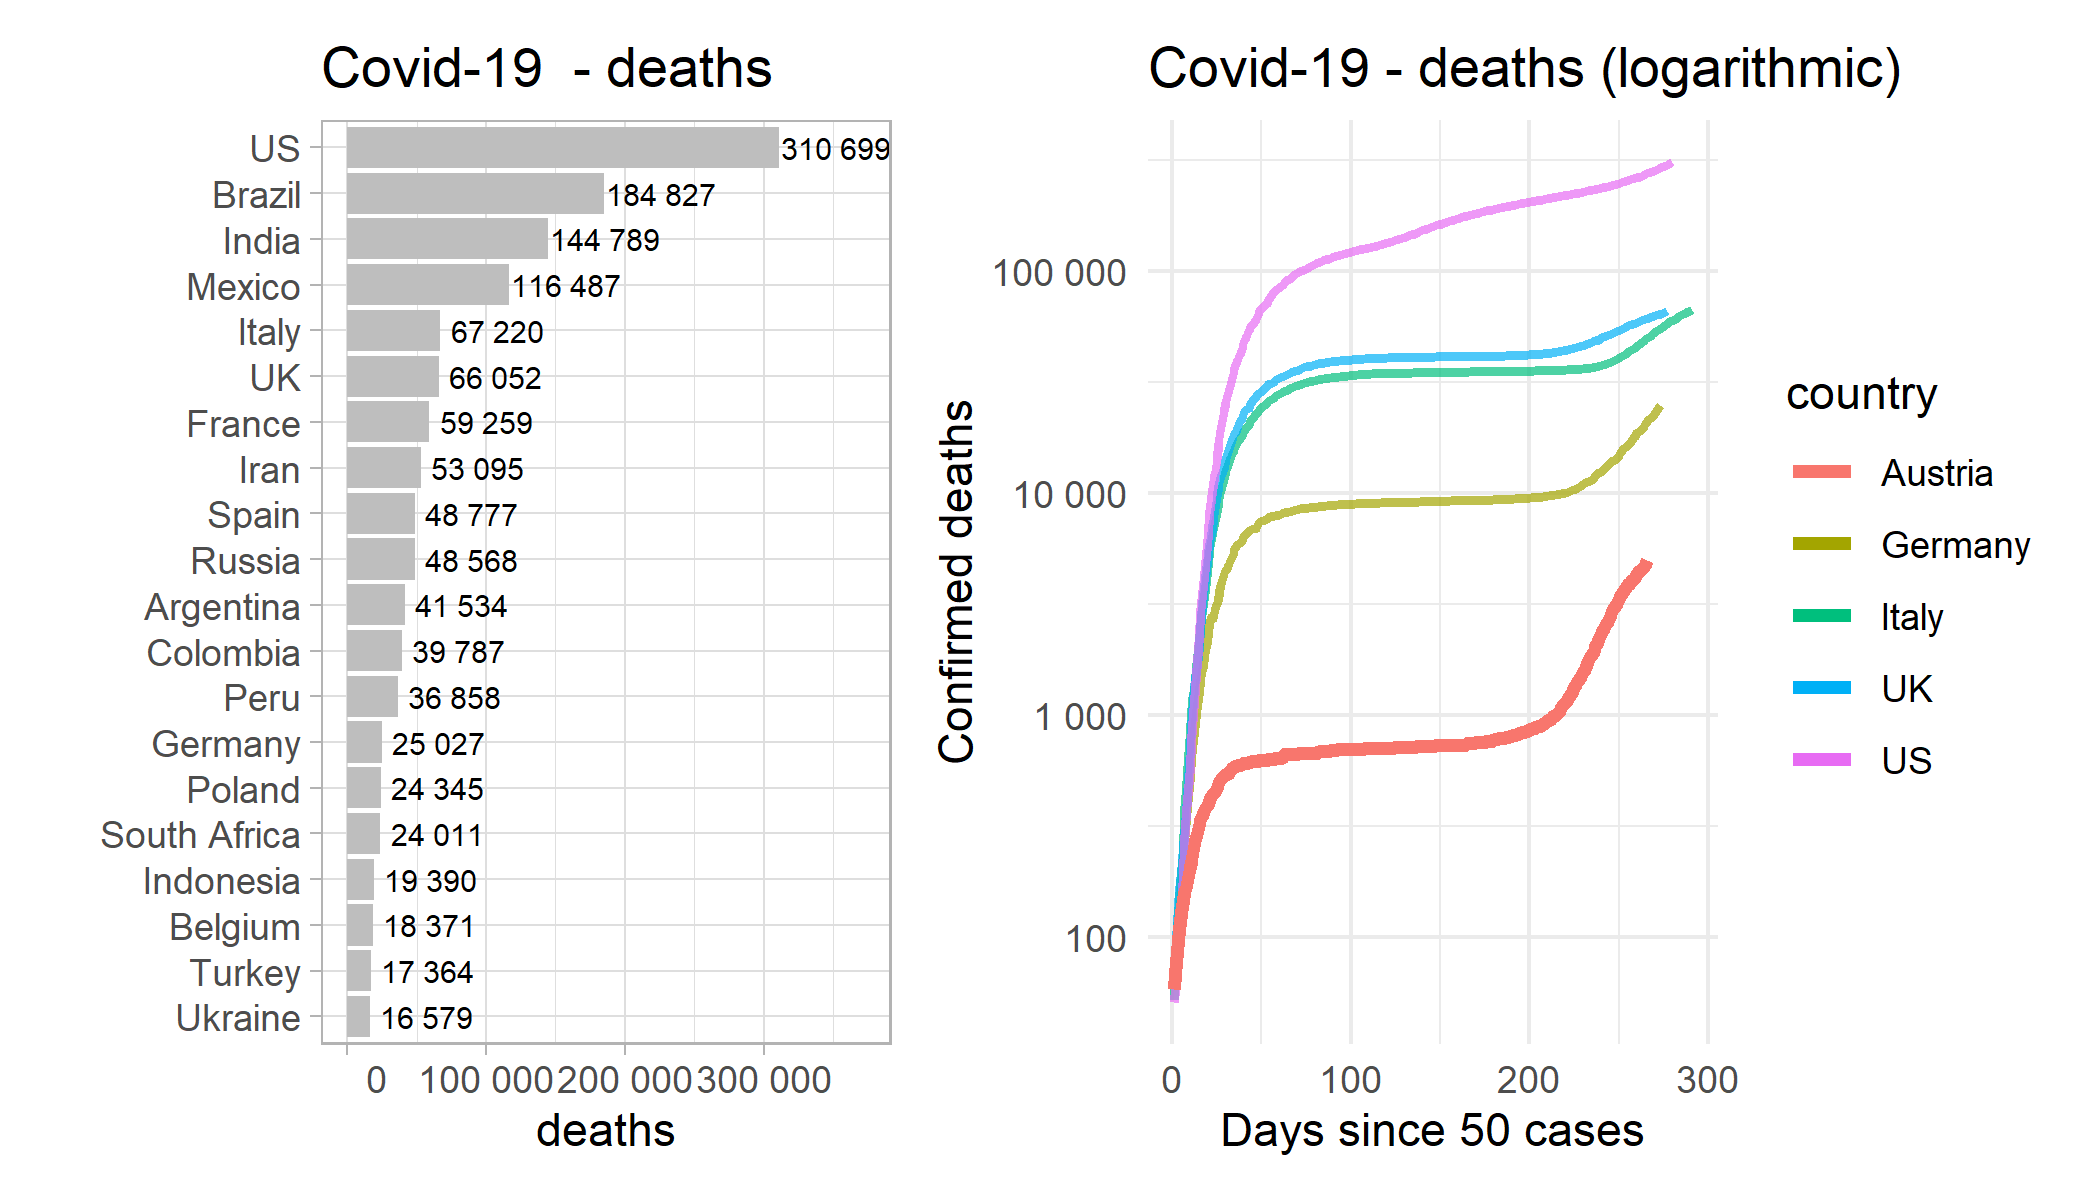 Covid-19  - deaths
US 310 699
Brazil 184 827
India 144 789
Mexico 116 487
Italy 67 220
UK 66 052
France 59 259
Iran 53 095
Spain 48 777
Russia 48 568
Argentina 41 534
Colombia 39 787
Peru 36 858
Germany 25 027
Poland 24 345
South Africa 24 011
Indonesia 19 390
Belgium 18 371
Turkey 17 364
Ukraine 16 579
0 100 000 200 000 300 000
deaths
Covid-19 - deaths (logarithmic)
Confirmed deaths
100 000
10 000
1 000
100
0 100 200 300
Days since 50 cases
country
Austria
Germany
Italy
UK
US